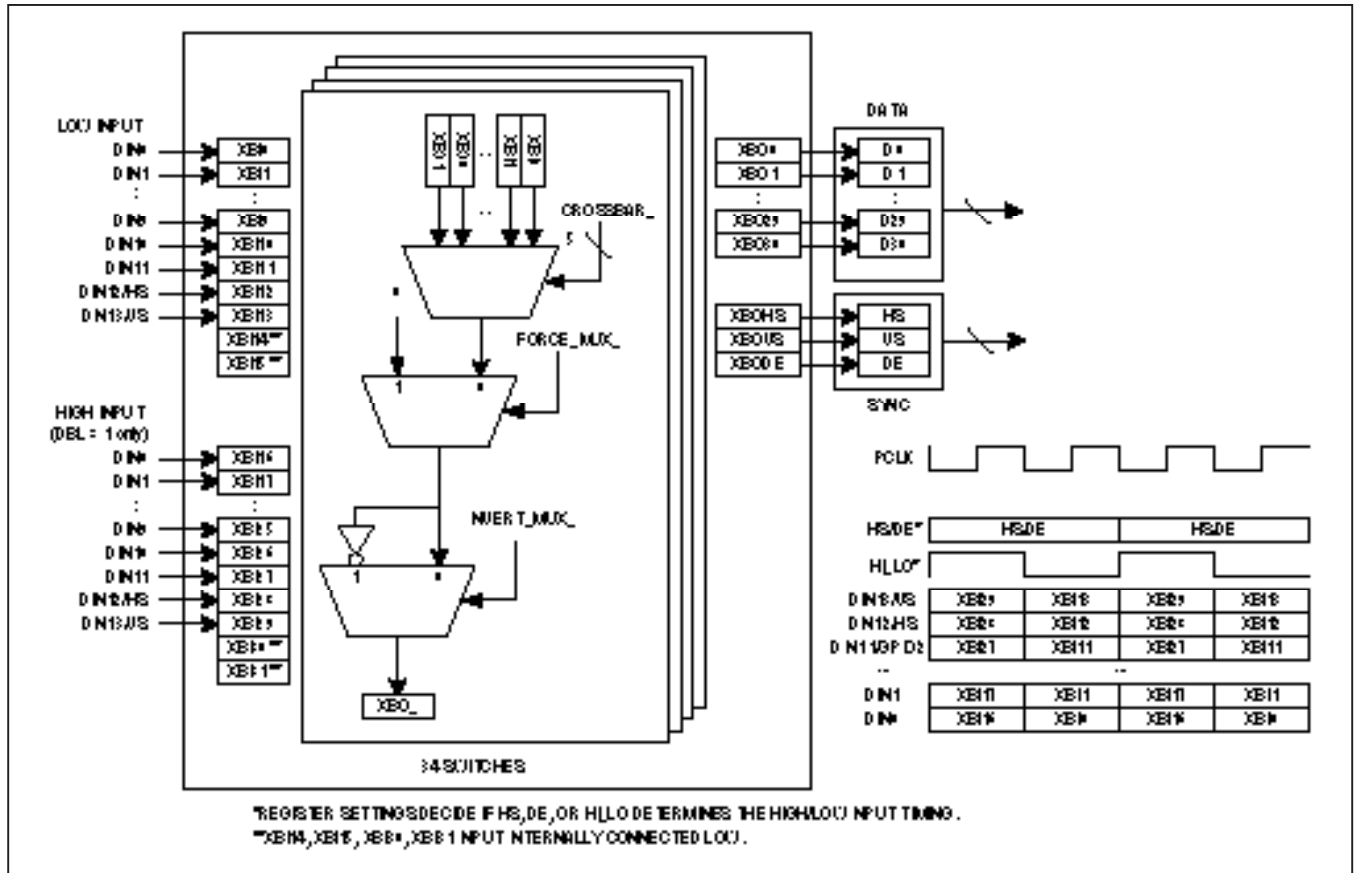 LOW INPUT
DIN0 XBI0
DIN1 XBI1
:
DIN9 XBI9
DIN10 XBI10
DIN11 XBI11
DIN12/HS XBI12
DIN13/VS XBI13
XBI14**
XBI15**
HIGH INPUT
(DBL = 1 only)
DIN0 XBI16
DIN1 XBI17
:
DIN9 XBI25
DIN10 XBI26
DIN11 XBI27
DIN12/HS XBI28
DIN13/VS XBI29
XBI30**
XBI31**
XBI31 XBI30 .. XBI1 XBI0
CROSSBAR_
5
0
FORCE_MUX_
1 0
INVERT_MUX_
1 0
XBO_
34 SWITCHES
DATA
XBO0 D0
XBO1 D1
:
XBO29 D29
XBO30 D30
XBOHS HS
XBOVS VS
XBODE DE
SYNC
PCLK
HS/DE* HS/DE HS/DE
HI_LO*
DIN13/VS XBI29 XBI13 XBI29 XBI13
DIN12/HS XBI28 XBI12 XBI28 XBI12
DIN11/GPIO2 XBI27 XBI11 XBI27 XBI11
... ...
DIN1 XBI17 XBI1 XBI17 XBI1
DIN0 XBI16 XBI0 XBI16 XBI0
*REGISTER SETTINGS DECIDE IF HS, DE, OR HI_LO DETERMINES THE HIGH/LOW INPUT TIMING.
**XBI14, XBI15, XBI30, XBI31 INPUT INTERNALLY CONNECTED LOW.